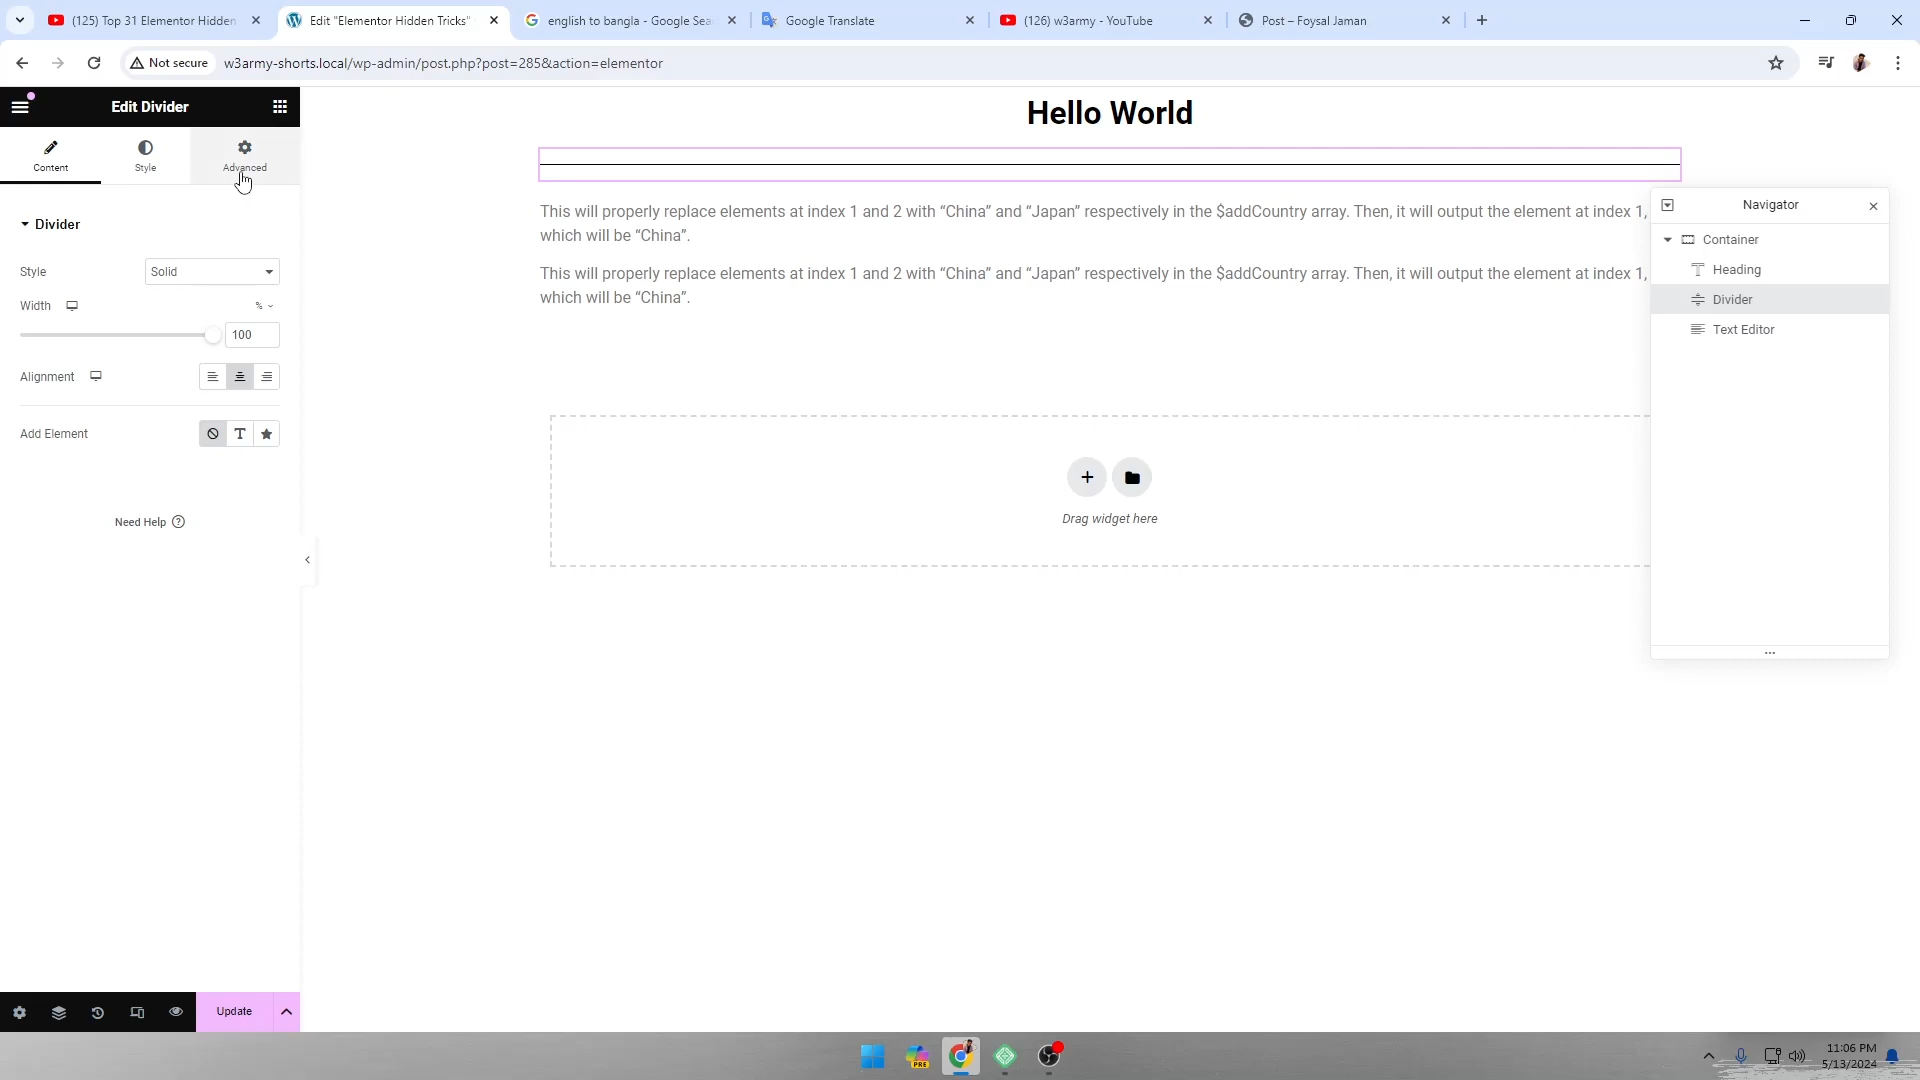 (125) Top 31 Elementor Hidden
Edit "Elementor Hidden Tricks"
english to bangla - Google Sea
Google Translate
(126) w3army - YouTube
Post – Foysal Jaman
Not secure
w3army-shorts.local/wp-admin/post.php?post=285&action=elementor
Edit Divider
Content
Style
Advanced
Divider
Style
Solid
Width
%
100
Alignment
Add Element
Need Help ?
Update
Hello World
This will properly replace elements at index 1 and 2 with “China” and “Japan” respectively in the $addCountry array. Then, it will output the element at index 1,
which will be “China”.
This will properly replace elements at index 1 and 2 with “China” and “Japan” respectively in the $addCountry array. Then, it will output the element at index 1,
which will be “China”.
Drag widget here
Navigator
Container
Heading
Divider
Text Editor
PRE
11:06 PM
5/13/2024